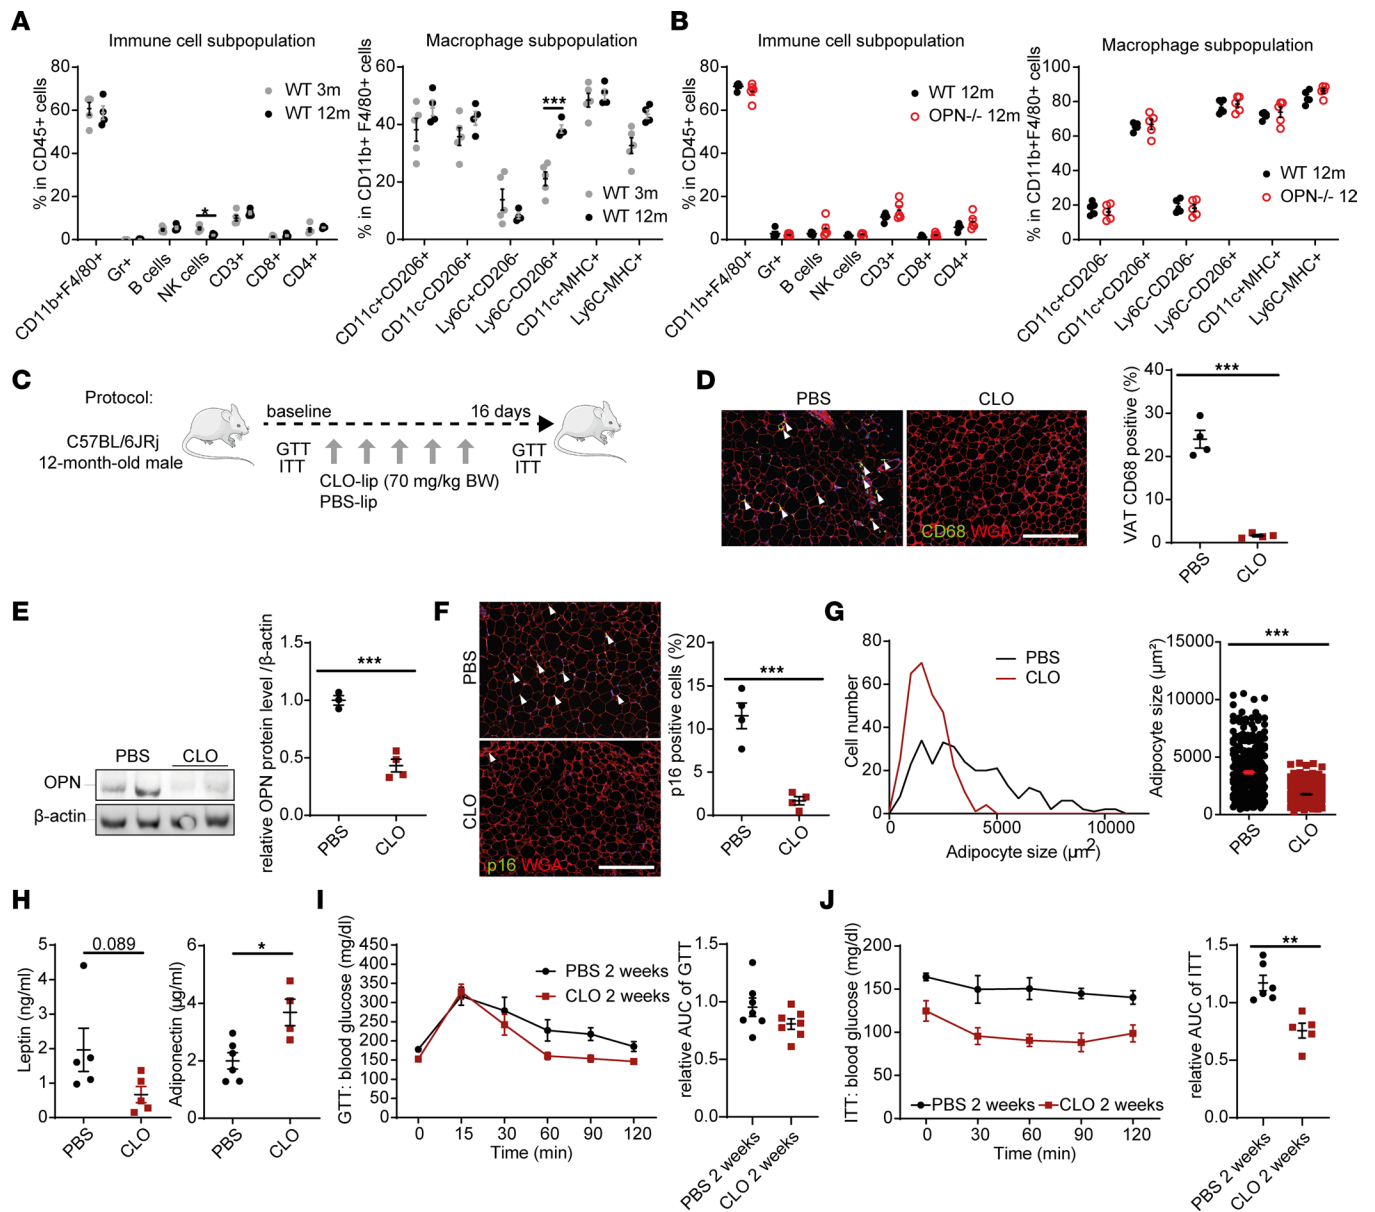 A
Immune cell subpopulation
% in CD45+ cells
80
60
40
20
0
WT 3m
WT 12m
*
CD11b+F4/80+
Gr+
B cells
NK cells
CD3+
CD8+
CD4+
Macrophage subpopulation
% in CD11b+ F4/80+ cells
60
40
20
0
***
WT 3m
WT 12m
CD11c+CD206+
CD11c-CD206+
Ly6C+CD206-
Ly6C-CD206+
CD11c+MHC+
Ly6C-MHC+
B
Immune cell subpopulation
% in CD45+ cells
80
60
40
20
0
WT 12m
OPN-/- 12m
CD11b+F4/80+
Gr+
B cells
NK cells
CD3+
CD8+
CD4+
Macrophage subpopulation
% in CD11b+F4/80+ cells
100
80
60
40
20
0
WT 12m
OPN-/- 12
CD11c+CD206-
CD11c+CD206+
Ly6C-CD206-
Ly6C-CD206+
CD11c+MHC+
Ly6C-MHC+
C
Protocol:
C57BL/6JRj
12-month-old male
baseline
16 days
GTT
ITT
GTT
ITT
CLO-lip (70 mg/kg BW)
PBS-lip
D
PBS
CLO
CD68 WGA
VAT CD68 positive (%)
40
30
20
10
0
***
PBS
CLO
E
PBS
CLO
OPN
β-actin
relative OPN protein level /β-actin
1.5
1.0
0.5
0.0
***
PBS
CLO
F
PBS
CLO
p16 WGA
p16 positive cells (%)
20
15
10
5
0
***
PBS
CLO
G
Cell number
80
60
40
20
0
PBS
CLO
0
5000
10000
Adipocyte size (µm²)
Adipocyte size (µm²)
15000
10000
5000
0
***
PBS
CLO
H
Leptin (ng/ml)
5
4
3
2
1
0
0.089
PBS
CLO
Adiponectin (µg/ml)
6
4
2
0
*
PBS
CLO
I
GTT: blood glucose (mg/dl)
450
400
350
300
250
200
150
100
50
0
PBS 2 weeks
CLO 2 weeks
0
15
30
60
90
120
Time (min)
relative AUC of GTT
1.5
1.0
0.5
0.0
PBS 2 weeks
CLO 2 weeks
J
ITT: blood glucose (mg/dl)
200
150
100
50
0
PBS 2 weeks
CLO 2 weeks
0
30
60
90
120
Time (min)
relative AUC of ITT
1.5
1.0
0.5
0.0
**
PBS 2 weeks
CLO 2 weeks